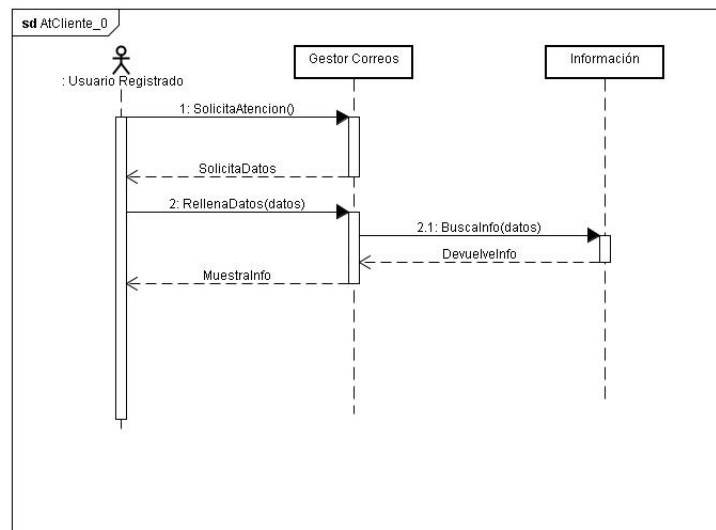 sd AtCliente_0
: Usuario Registrado
Gestor Correos
Información
1: SolicitaAtencion()
SolicitaDatos
2: RellenaDatos(datos)
2.1: BuscaInfo(datos)
DevuelveInfo
MuestraInfo